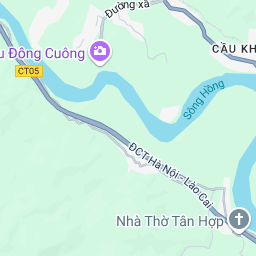 Đường xã
CẦU KH
u Đông Cuông
CT05
Sông Hồng
ĐCT.Hà Nội - Lào Cai
Nhà Thờ Tân Hợp